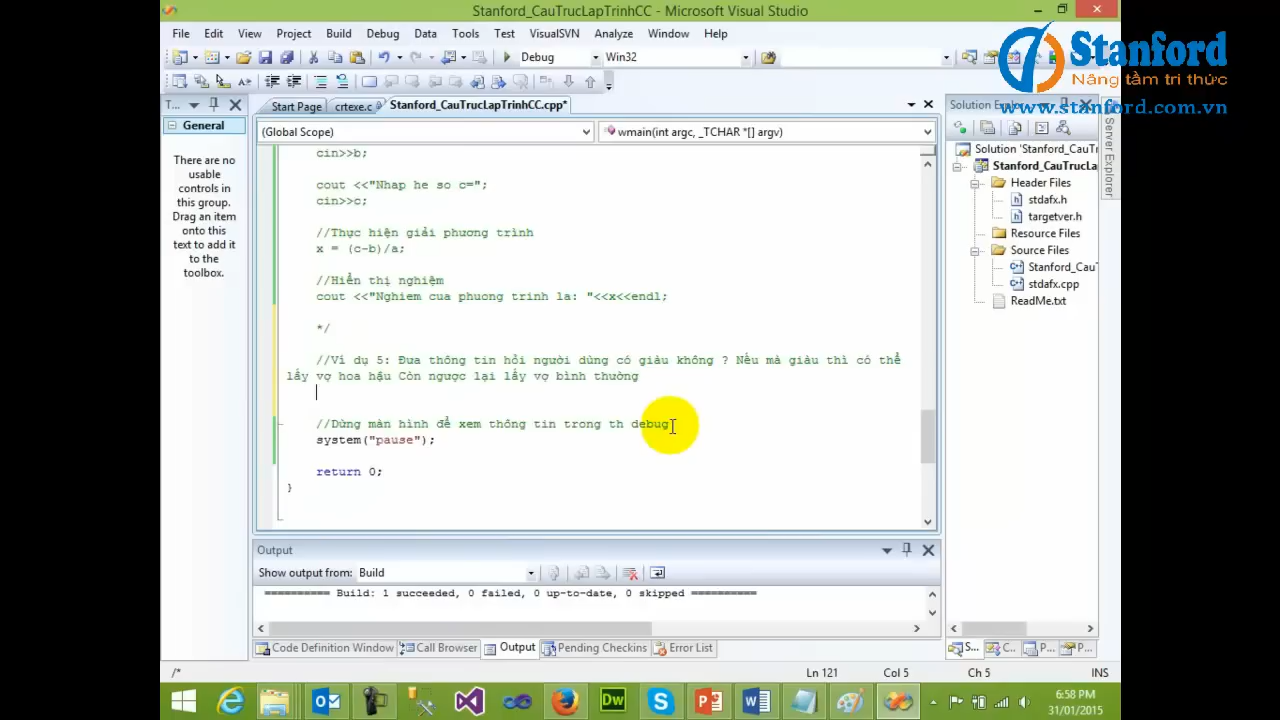 Stanford_CauTrucLapTrinhCC - Microsoft Visual Studio
Stanford
Nâng tầm tri thức
www.stanford.com.vn
File Edit View Project Build Debug Data Tools Test VisualSVN Analyze Window Help
Debug Win32
T...
General
There are no
usable
controls in
this group.
Drag an item
onto this
text to add it
to the
toolbox.
Start Page crtexe.c Stanford_CauTrucLapTrinhCC.cpp*
(Global Scope) wmain(int argc, _TCHAR *[] argv)
cin>>b;
cout <<"Nhap he so c=";
cin>>c;
//Thực hiện giải phương trình
x = (c-b)/a;
//Hiển thị nghiệm
cout <<"Nghiem cua phuong trinh la: "<<x<<endl;
*/
//Ví dụ 5: Đưa thông tin hỏi người dùng có giàu không ? Nếu mà giàu thì có thể
lấy vợ hoa hậu Còn ngược lại lấy vợ bình thường
//Dừng màn hình để xem thông tin trong th debug
system("pause");
return 0;
}
Solution Explo
Solution 'Stanford_CauTr
Stanford_CauTrucLa
Header Files
stdafx.h
targetver.h
Resource Files
Source Files
Stanford_CauT
stdafx.cpp
ReadMe.txt
Server Explorer
Output
Show output from: Build
========== Build: 1 succeeded, 0 failed, 0 up-to-date, 0 skipped ==========
Code Definition Window Call Browser Output Pending Checkins Error List
S... C... P... P...
/* Ln 121 Col 5 Ch 5 INS
Dw
6:58 PM
31/01/2015